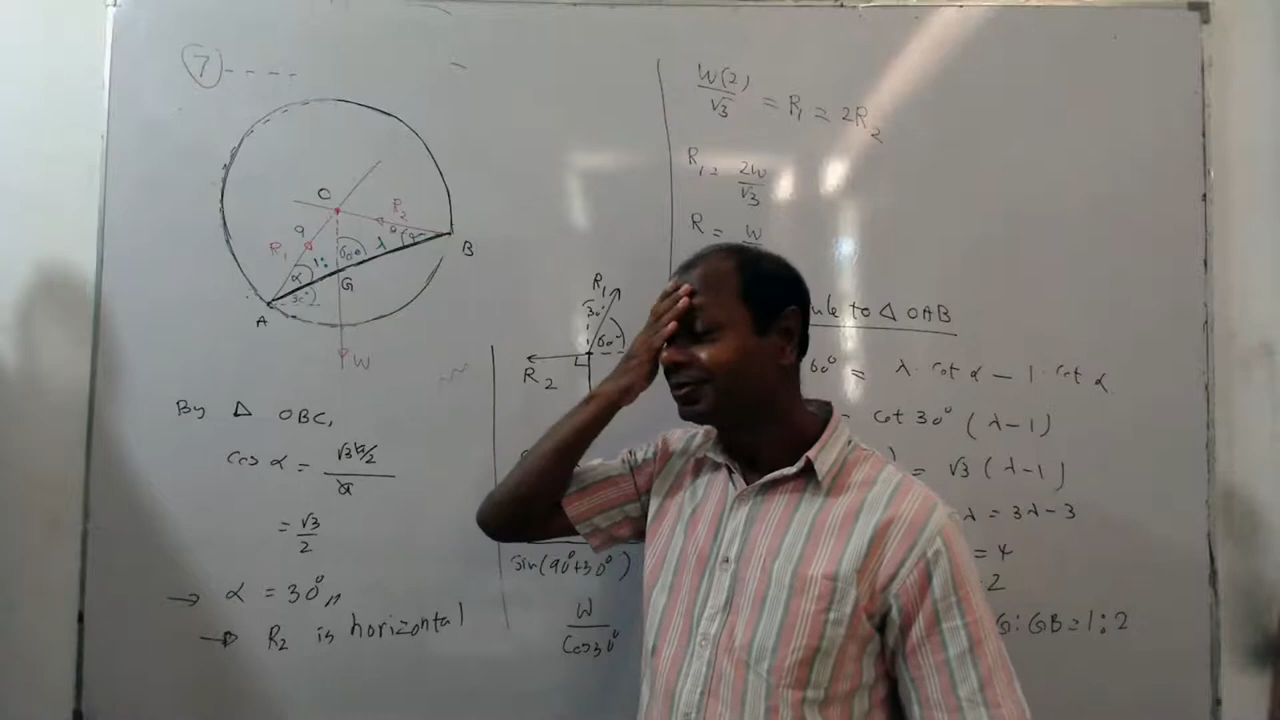 7
O
R₂
a
a
λ
α
R₁
1:
60°
B
α
G
30°
A
W
By Δ OBC,
cos α = √3a/2 / a
= √3/2
→ α = 30°
→ R₂ is horizontal
R₁
30°
60°
R₂
sin(90°+30°)
W / Cos30°
W(2)/√3 = R₁ = 2R₂
R₁ = 2W/√3
R = W
to Δ OAB
60° = λ cot α – 1 · cot α
cot 30° (λ – 1)
= √3 (λ – 1)
λ = 3λ – 3
= 4
2
G : GB = 1 : 2